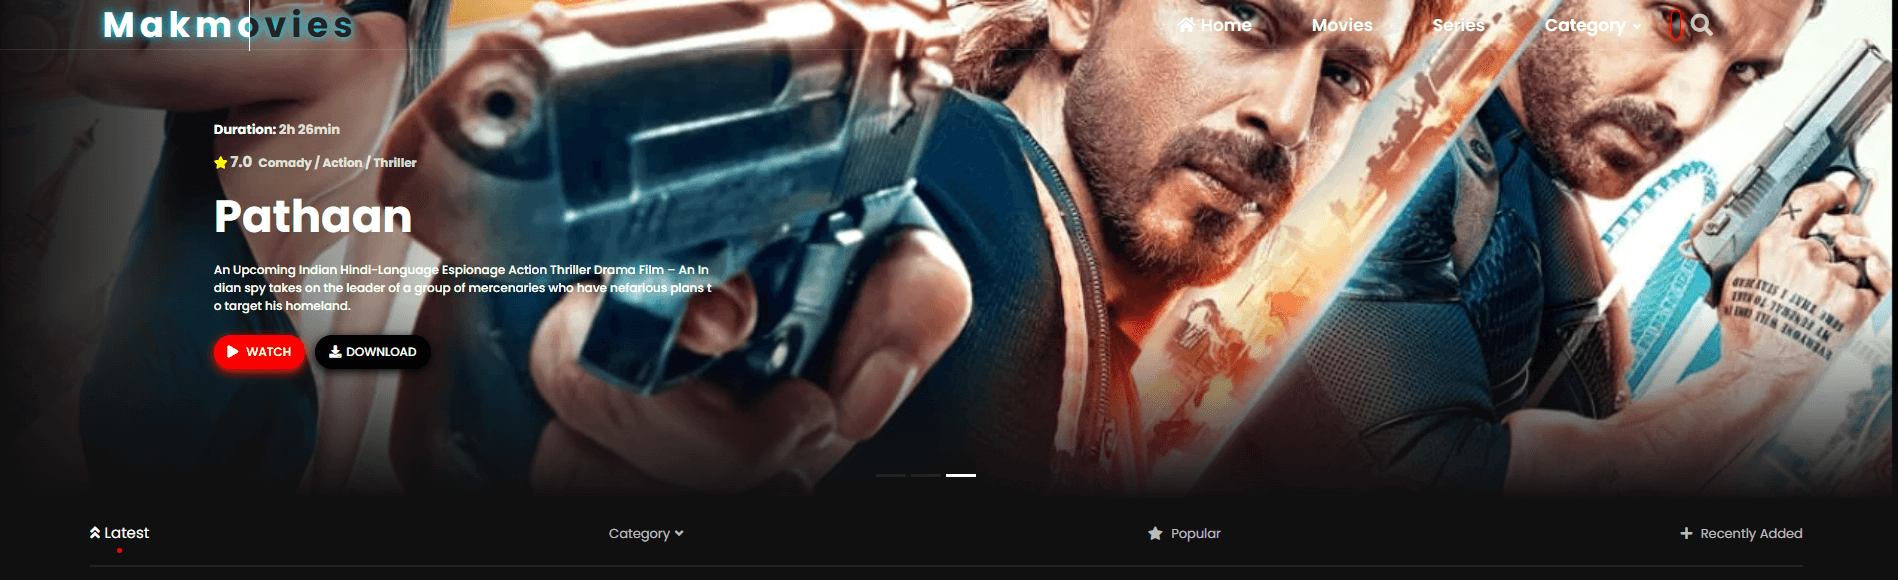 Makmovies
Home
Movies
Series
Category
Duration: 2h 26min
7.0 Comady / Action / Thriller
Pathaan
An Upcoming Indian Hindi-Language Espionage Action Thriller Drama Film – An In
dian spy takes on the leader of a group of mercenaries who have nefarious plans t
o target his homeland.
WATCH
DOWNLOAD
Latest
Category
Popular
Recently Added